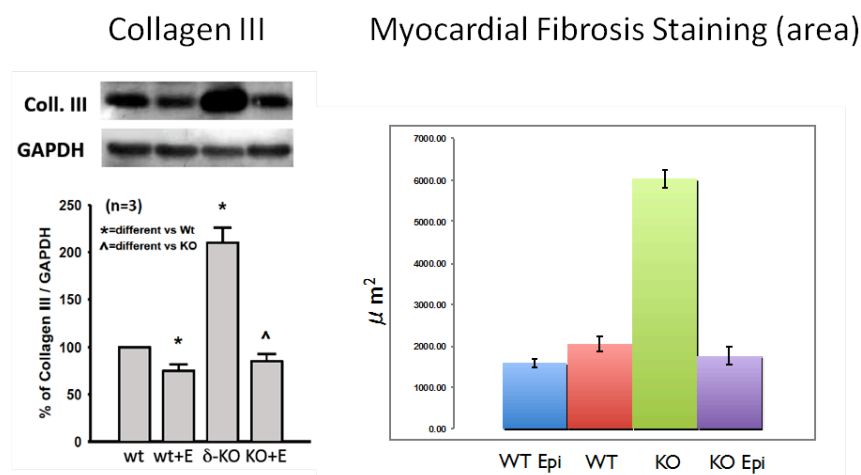 Collagen III
Myocardial Fibrosis Staining (area)
Coll. III
GAPDH
% of Collagen III / GAPDH
250
200
150
100
50
0
(n=3)
*=different vs Wt
^=different vs KO
*
*
^
wt wt+E δ-KO KO+E
μ m²
7000.00
6000.00
5000.00
4000.00
3000.00
2000.00
1000.00
0.00
WT Epi WT KO KO Epi